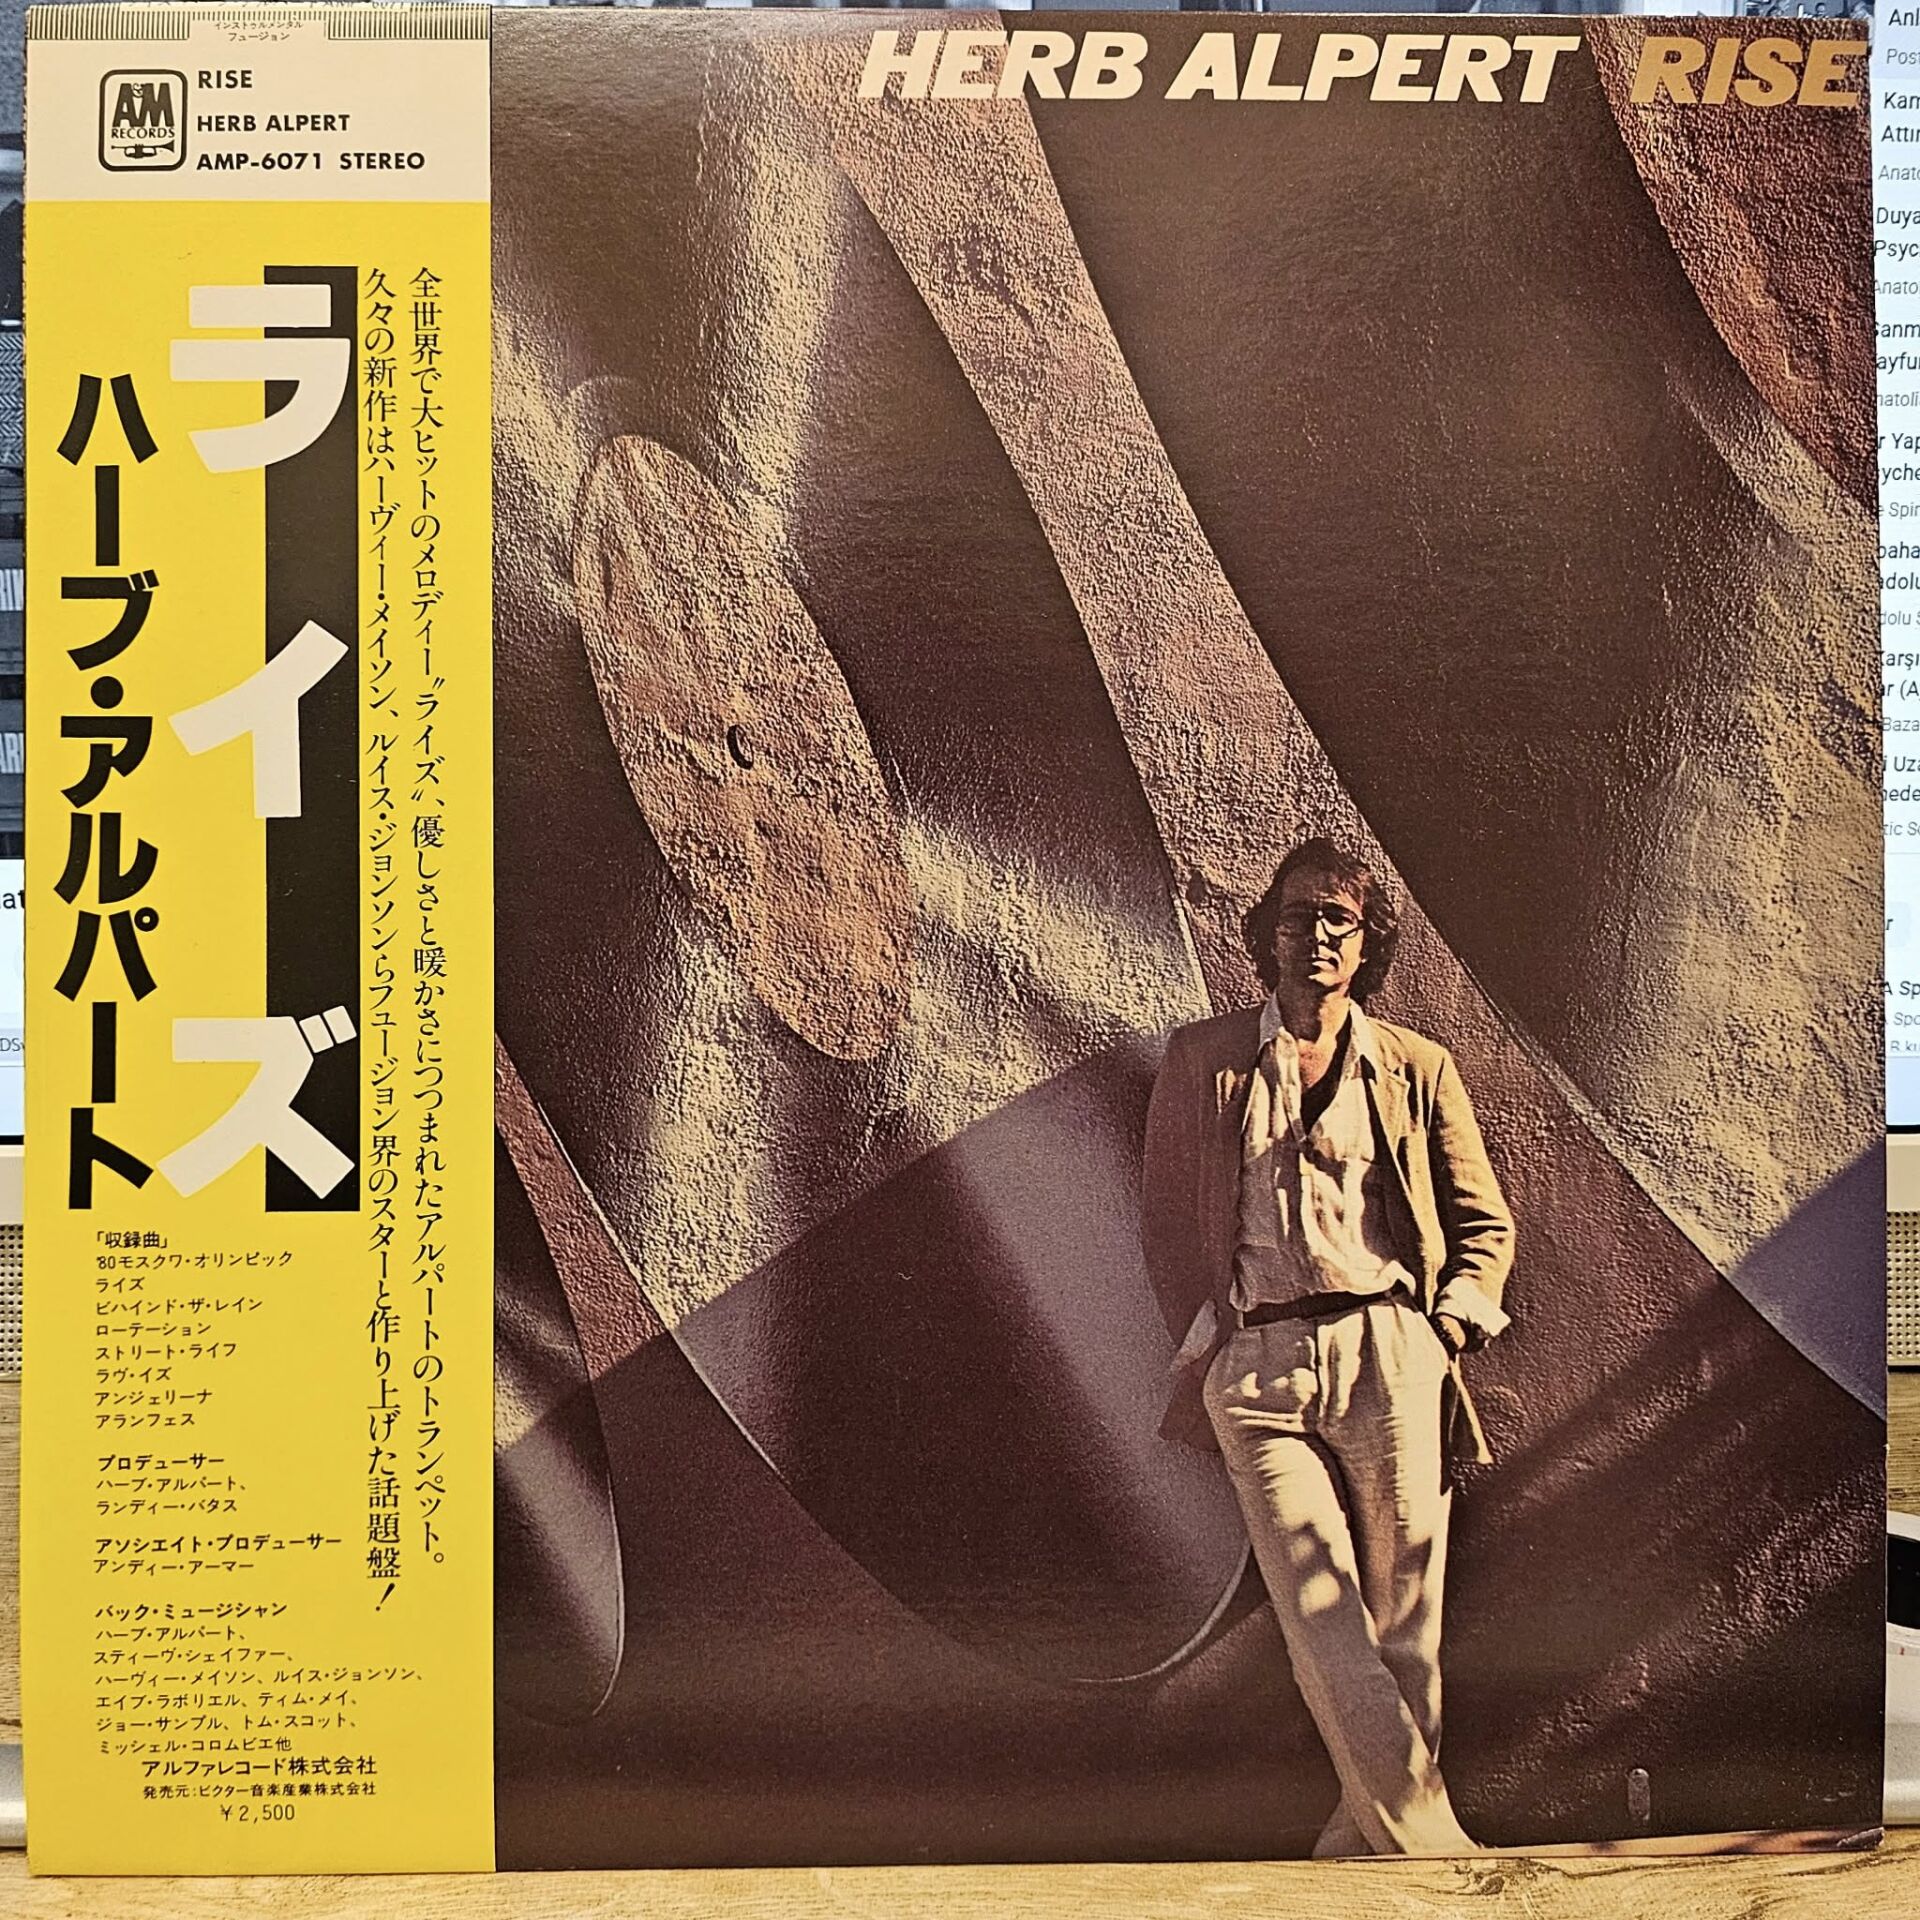 インストゥルメンタル
フュージョン
A&M
RECORDS
RISE
HERB ALPERT
AMP-6071 STEREO
HERB ALPERT RISE
全世界で大ヒットのメロディー〝ライズ〟、優しさと暖かさにつつまれたアルパートのトランペット。
久々の新作はハーヴィー・メイソン、ルイス・ジョンソンらフュージョン界のスターと作り上げた話題盤!
ライズ
ハーブ・アルパート
「収録曲」
'80モスクワ・オリンピック
ライズ
ビハインド・ザ・レイン
ローテーション
ストリート・ライフ
ラヴ・イズ
アンジェリーナ
アランフェス
プロデューサー
ハーブ・アルパート、
ランディー・バタス
アソシエイト・プロデューサー
アンディー・アーマー
バック・ミュージシャン
ハーブ・アルパート、
スティーヴ・シェイファー、
ハーヴィー・メイソン、ルイス・ジョンソン、
エイブ・ラボリエル、ティム・メイ、
ジョー・サンプル、トム・スコット、
ミッシェル・コロムビエ他
アルファレコード株式会社
発売元:ビクター音楽産業株式会社
¥2,500